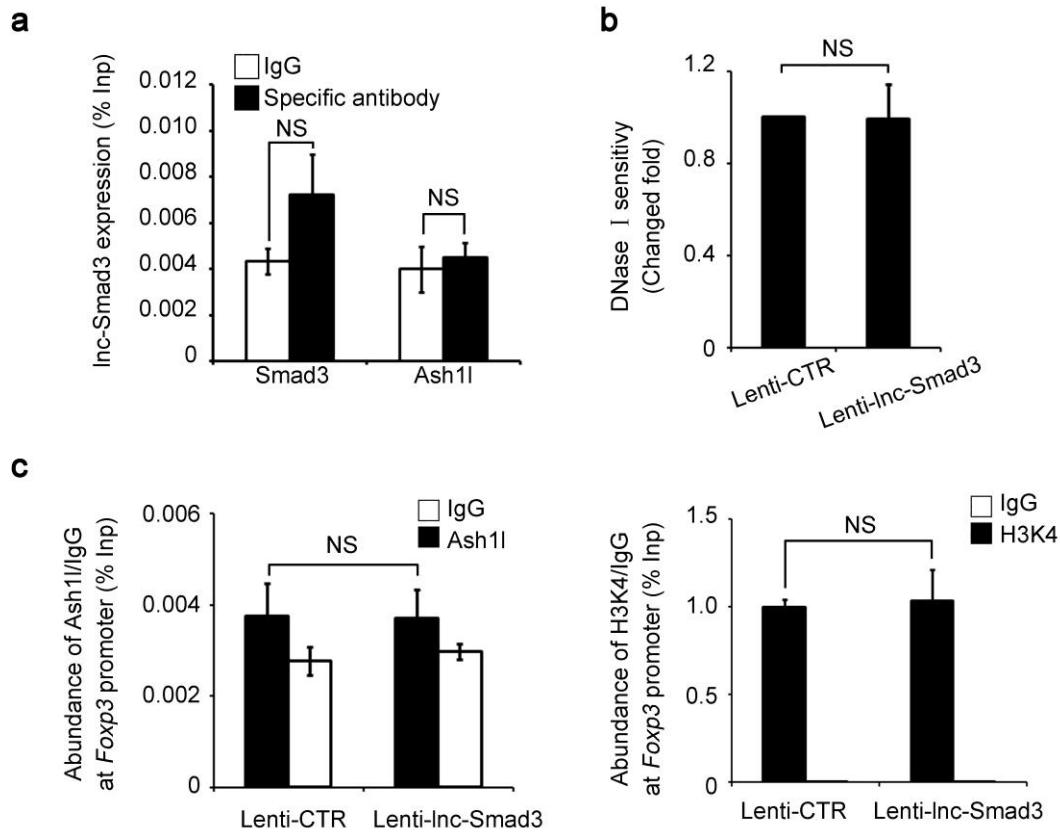 a
lnc-Smad3 expression (% Inp)
0.012
0.010
0.008
0.006
0.004
0.002
0
IgG
Specific antibody
NS
NS
Smad3
Ash1l
b
DNase I sensitivy
(Changed fold)
1.2
0.8
0.4
0
NS
Lenti-CTR
Lenti-lnc-Smad3
c
Abundance of Ash1l/IgG
at Foxp3 promoter (% Inp)
0.006
0.004
0.002
0
IgG
Ash1l
NS
Lenti-CTR
Lenti-lnc-Smad3
Abundance of H3K4/IgG
at Foxp3 promoter (% Inp)
1.5
1.0
0.5
0
IgG
H3K4
NS
Lenti-CTR
Lenti-lnc-Smad3